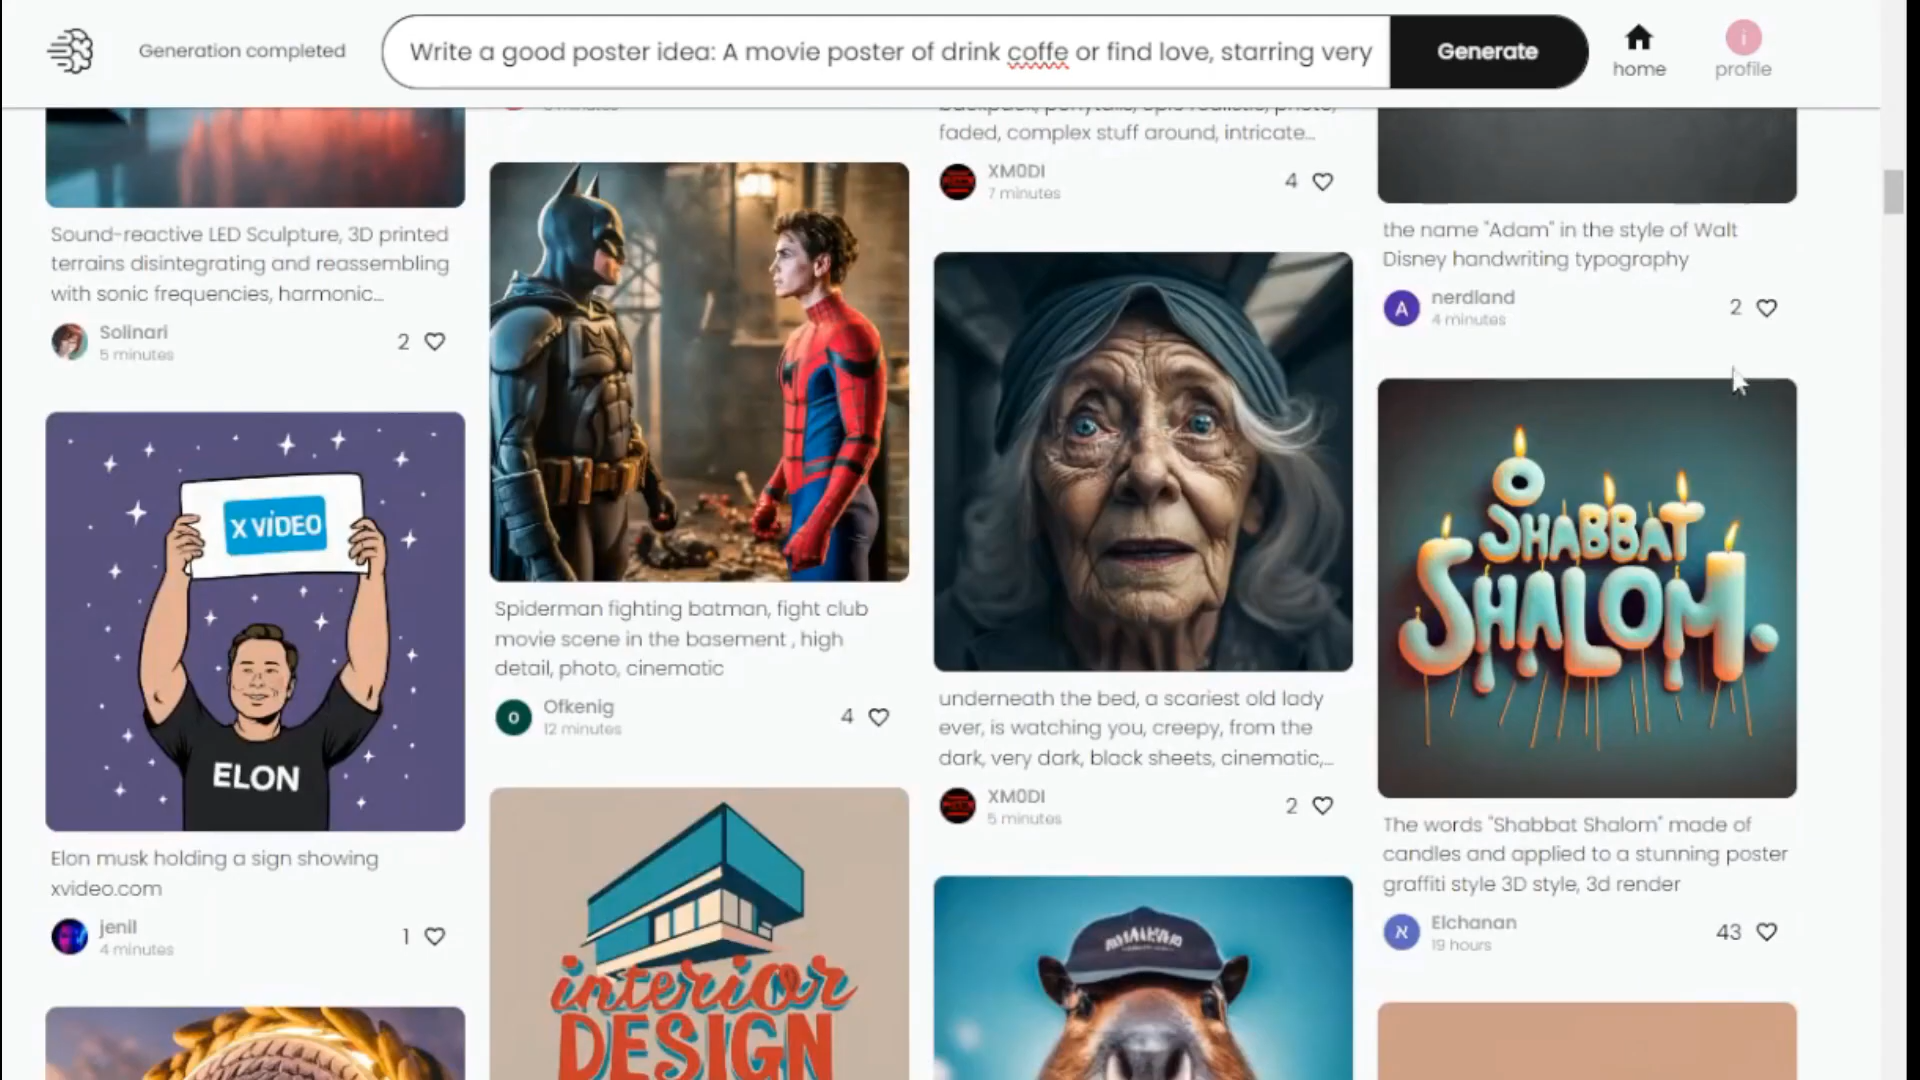 Generation completed
Write a good poster idea: A movie poster of drink coffe or find love, starring very
Generate
home
profile
Sound-reactive LED Sculpture, 3D printed
terrains disintegrating and reassembling
with sonic frequencies, harmonic...
Solinari
5 minutes
2
X VIDEO
ELON
Elon musk holding a sign showing
xvideo.com
jenil
4 minutes
1
Spiderman fighting batman, fight club
movie scene in the basement , high
detail, photo, cinematic
Ofkenig
12 minutes
4
interior
DESIGN
faded, complex stuff around, intricate...
XM0DI
7 minutes
4
underneath the bed, a scariest old lady
ever, is watching you, creepy, from the
dark, very dark, black sheets, cinematic,...
XM0DI
5 minutes
2
the name "Adam" in the style of Walt
Disney handwriting typography
A
nerdland
4 minutes
2
SHABBAT
SHALOM.
The words "Shabbat Shalom" made of
candles and applied to a stunning poster
graffiti style 3D style, 3d render
א
Elchanan
19 hours
43